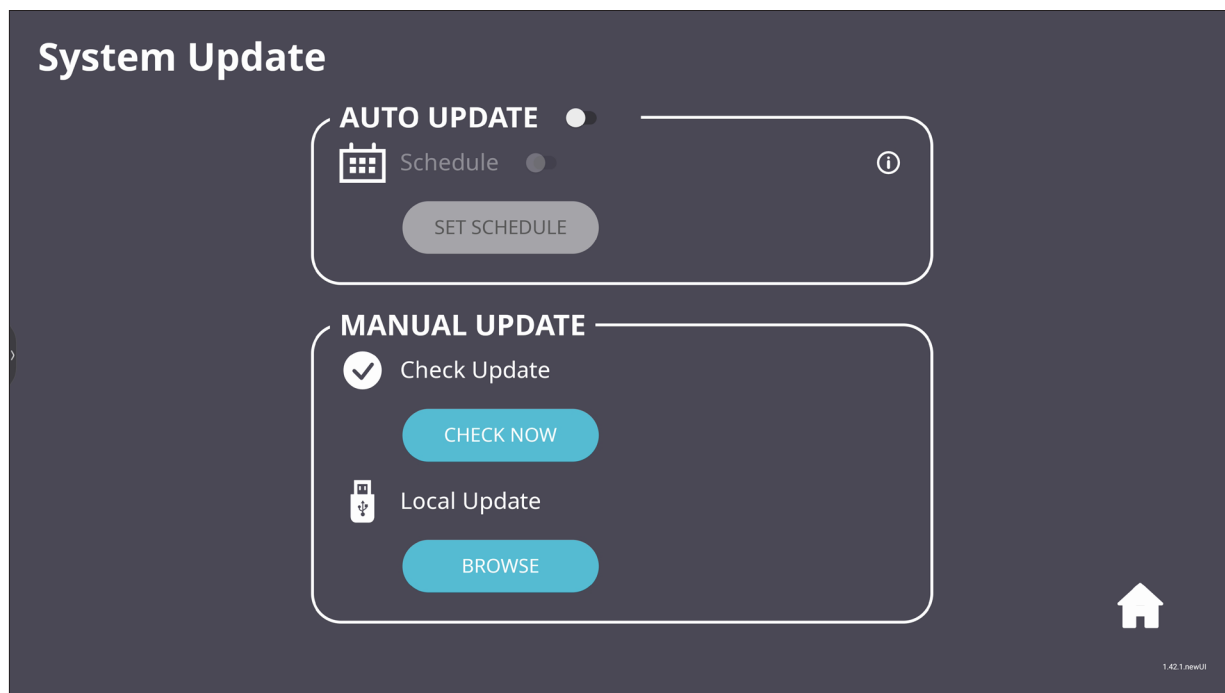 System Update
AUTO UPDATE
Schedule
SET SCHEDULE
MANUAL UPDATE
Check Update
CHECK NOW
Local Update
BROWSE
1.42.1.newUI